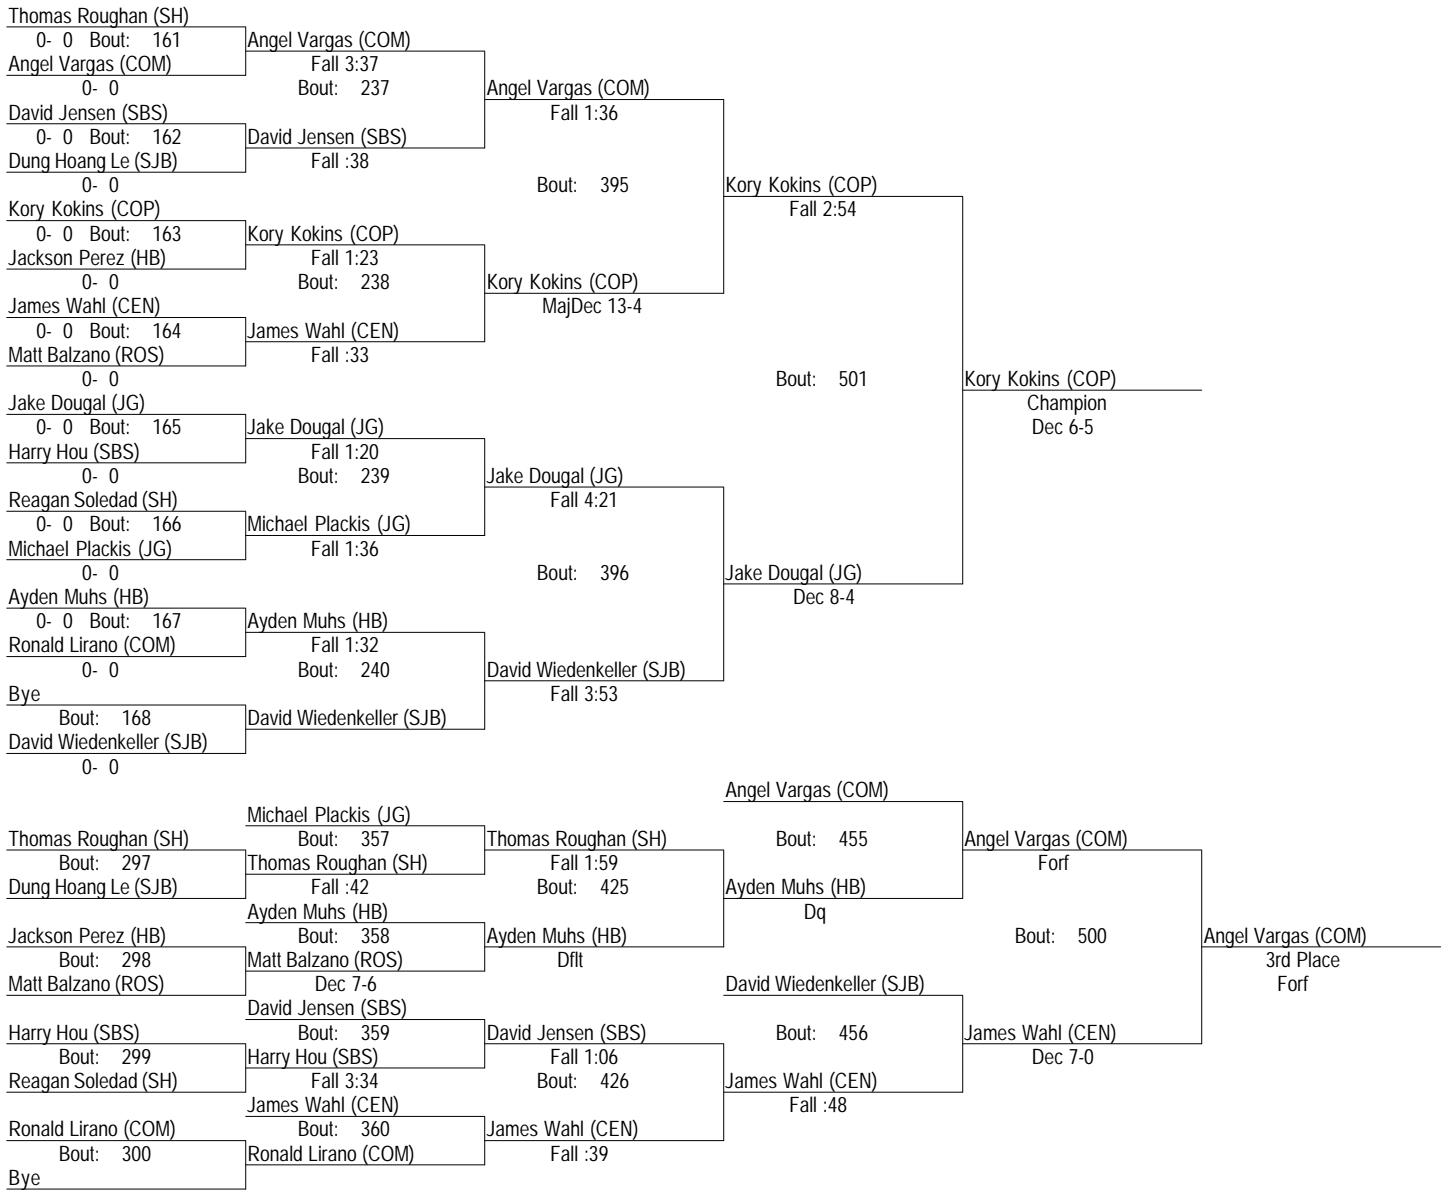 Thomas Roughan (SH)
0- 0 Bout: 161 Angel Vargas (COM)
Angel Vargas (COM) Fall 3:37
0- 0 Bout: 237 Angel Vargas (COM)
David Jensen (SBS) Fall 1:36
0- 0 Bout: 162 David Jensen (SBS)
Dung Hoang Le (SJB) Fall :38
0- 0 Bout: 395 Kory Kokins (COP)
Kory Kokins (COP) Fall 2:54
0- 0 Bout: 163 Kory Kokins (COP)
Jackson Perez (HB) Fall 1:23
0- 0 Bout: 238 Kory Kokins (COP)
James Wahl (CEN) MajDec 13-4
0- 0 Bout: 164 James Wahl (CEN)
Matt Balzano (ROS) Fall :33
0- 0 Bout: 501 Kory Kokins (COP)
Jake Dougal (JG) Champion
0- 0 Bout: 165 Jake Dougal (JG) Dec 6-5
Harry Hou (SBS) Fall 1:20
0- 0 Bout: 239 Jake Dougal (JG)
Reagan Soledad (SH) Fall 4:21
0- 0 Bout: 166 Michael Plackis (JG)
Michael Plackis (JG) Fall 1:36
0- 0 Bout: 396 Jake Dougal (JG)
Ayden Muhs (HB) Dec 8-4
0- 0 Bout: 167 Ayden Muhs (HB)
Ronald Lirano (COM) Fall 1:32
0- 0 Bout: 240 David Wiedenkeller (SJB)
Bye Fall 3:53
Bout: 168 David Wiedenkeller (SJB)
David Wiedenkeller (SJB)
0- 0
Angel Vargas (COM)
Michael Plackis (JG)
Thomas Roughan (SH) Bout: 357 Thomas Roughan (SH) Bout: 455 Angel Vargas (COM)
Bout: 297 Thomas Roughan (SH) Fall 1:59 Forf
Dung Hoang Le (SJB) Fall :42 Bout: 425 Ayden Muhs (HB)
Ayden Muhs (HB) Dq
Jackson Perez (HB) Bout: 358 Ayden Muhs (HB) Bout: 500 Angel Vargas (COM)
Bout: 298 Matt Balzano (ROS) Dflt 3rd Place
Matt Balzano (ROS) Dec 7-6 David Wiedenkeller (SJB) Forf
David Jensen (SBS)
Harry Hou (SBS) Bout: 359 David Jensen (SBS) Bout: 456 James Wahl (CEN)
Bout: 299 Harry Hou (SBS) Fall 1:06 Dec 7-0
Reagan Soledad (SH) Fall 3:34 Bout: 426 James Wahl (CEN)
James Wahl (CEN) Fall :48
Ronald Lirano (COM) Bout: 360 James Wahl (CEN)
Bout: 300 Ronald Lirano (COM) Fall :39
Bye